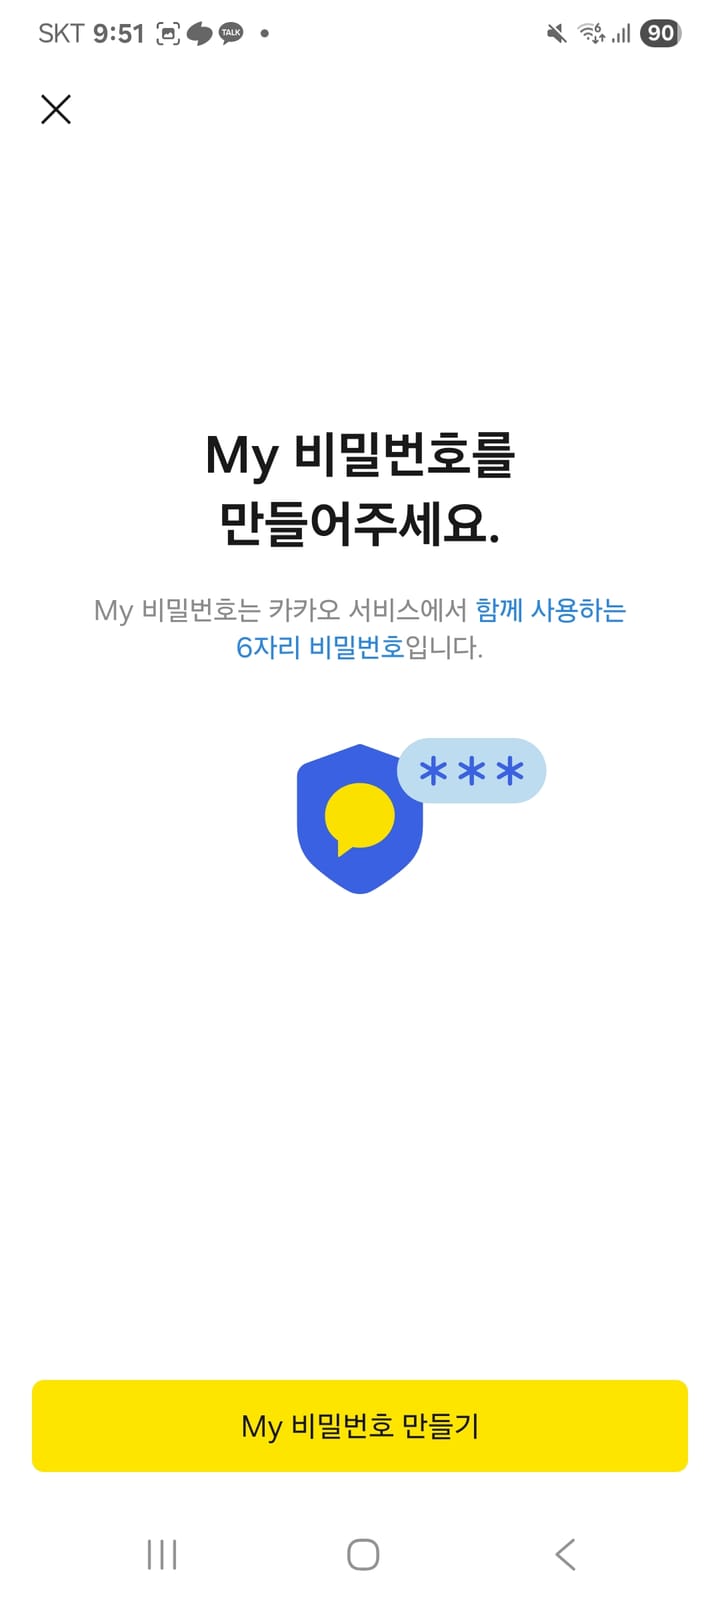 SKT 9:51 TALK 6 90
My 비밀번호를
만들어주세요.
My 비밀번호는 카카오 서비스에서 함께 사용하는
6자리 비밀번호입니다.
***
My 비밀번호 만들기